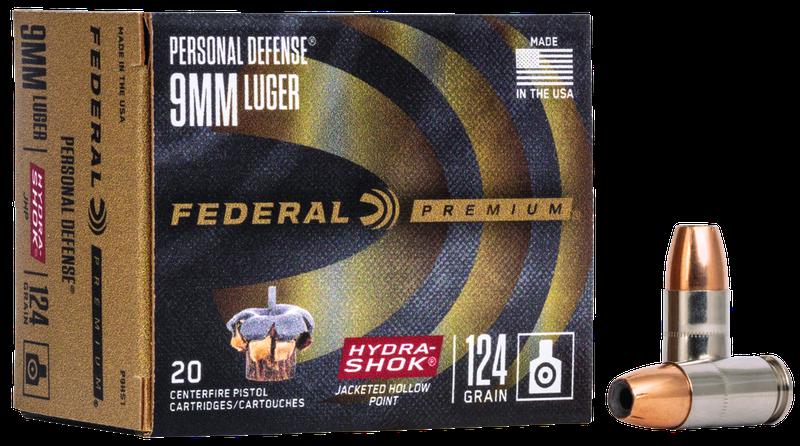 MADE IN THE USA
9MM LUGER
HYDRA-
SHOK®
JHP
124
GRAIN
PERSONAL DEFENSE®
FEDERAL PREMIUM
P9HS1
PERSONAL DEFENSE®
9MM LUGER
MADE
IN THE USA
FEDERAL PREMIUM®
20
CENTERFIRE PISTOL
CARTRIDGES/CARTOUCHES
HYDRA-
SHOK®
JACKETED HOLLOW
POINT
124
GRAIN